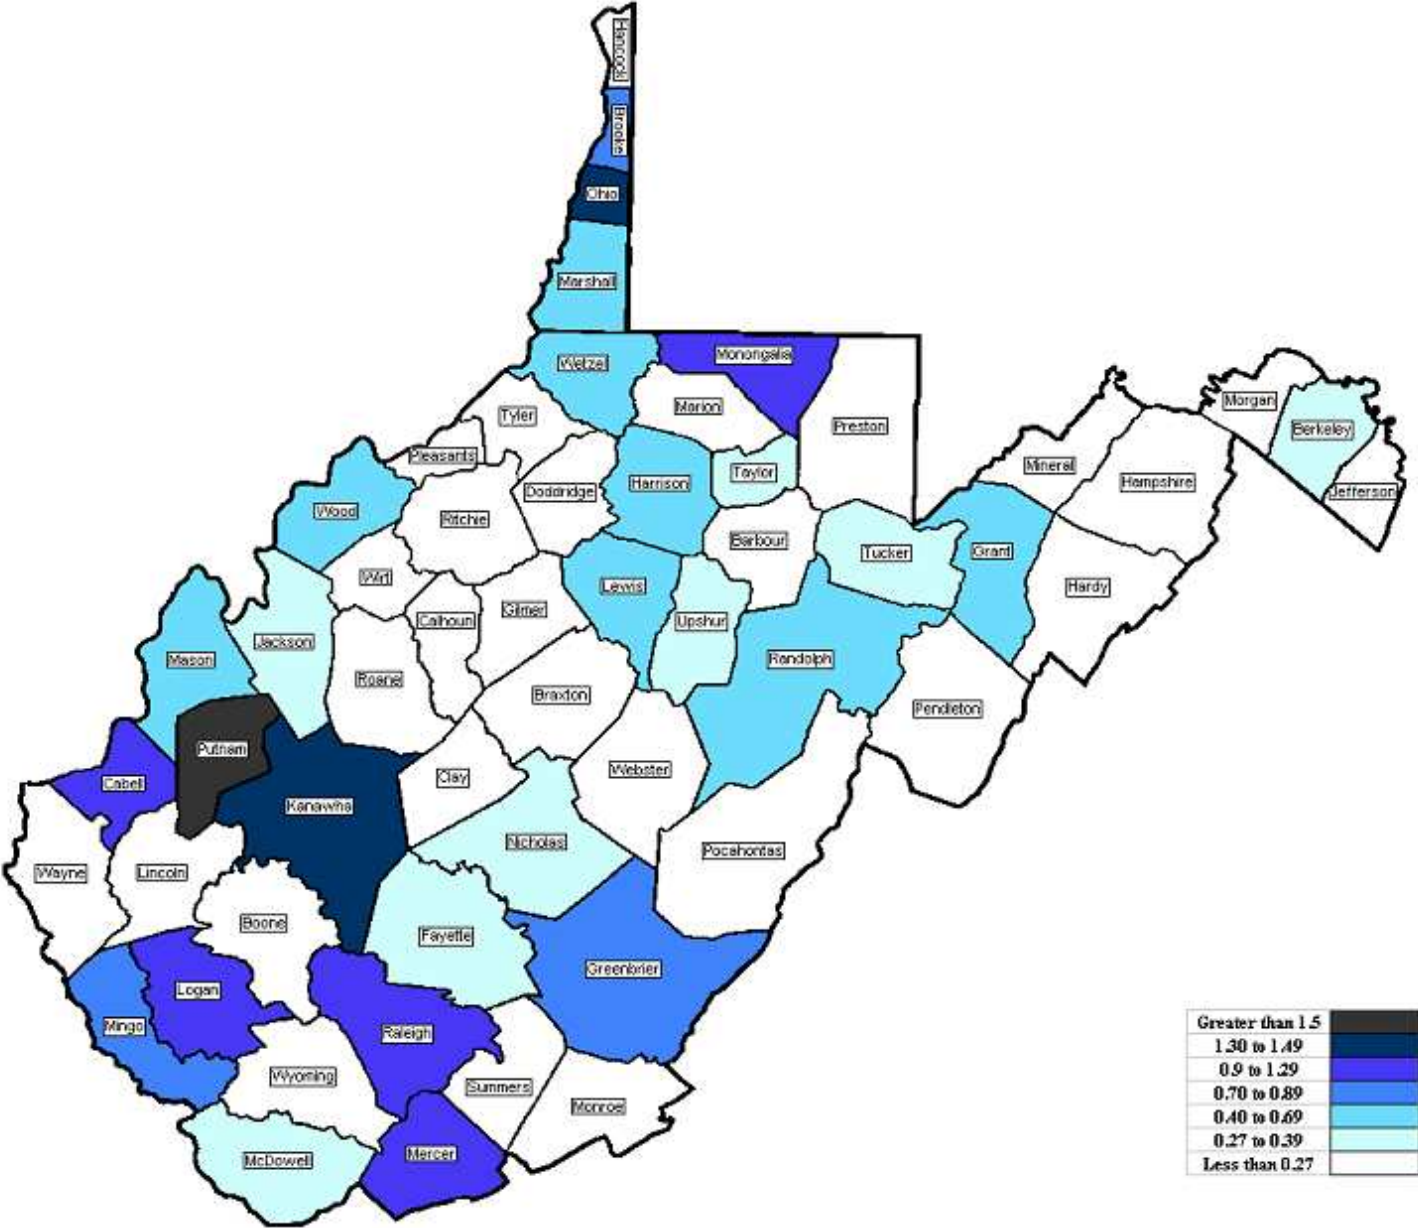 Hancock
Brooke
Ohio
Marshall
Wetzel
Monongalia
Tyler
Marion
Preston
Morgan
Berkeley
Pleasants
Taylor
Mineral
Hampshire
Jefferson
Doddridge
Harrison
Wood
Ritchie
Barbour
Tucker
Grant
Wirt
Lewis
Hardy
Gilmer
Calhoun
Upshur
Jackson
Mason
Randolph
Roane
Braxton
Pendleton
Putnam
Clay
Webster
Cabell
Kanawha
Nicholas
Pocahontas
Wayne
Lincoln
Boone
Fayette
Greenbrier
Logan
Mingo
Raleigh
Wyoming
Summers
Monroe
McDowell
Mercer
Greater than 1.5
1.30 to 1.49
0.9 to 1.29
0.70 to 0.89
0.40 to 0.69
0.27 to 0.39
Less than 0.27